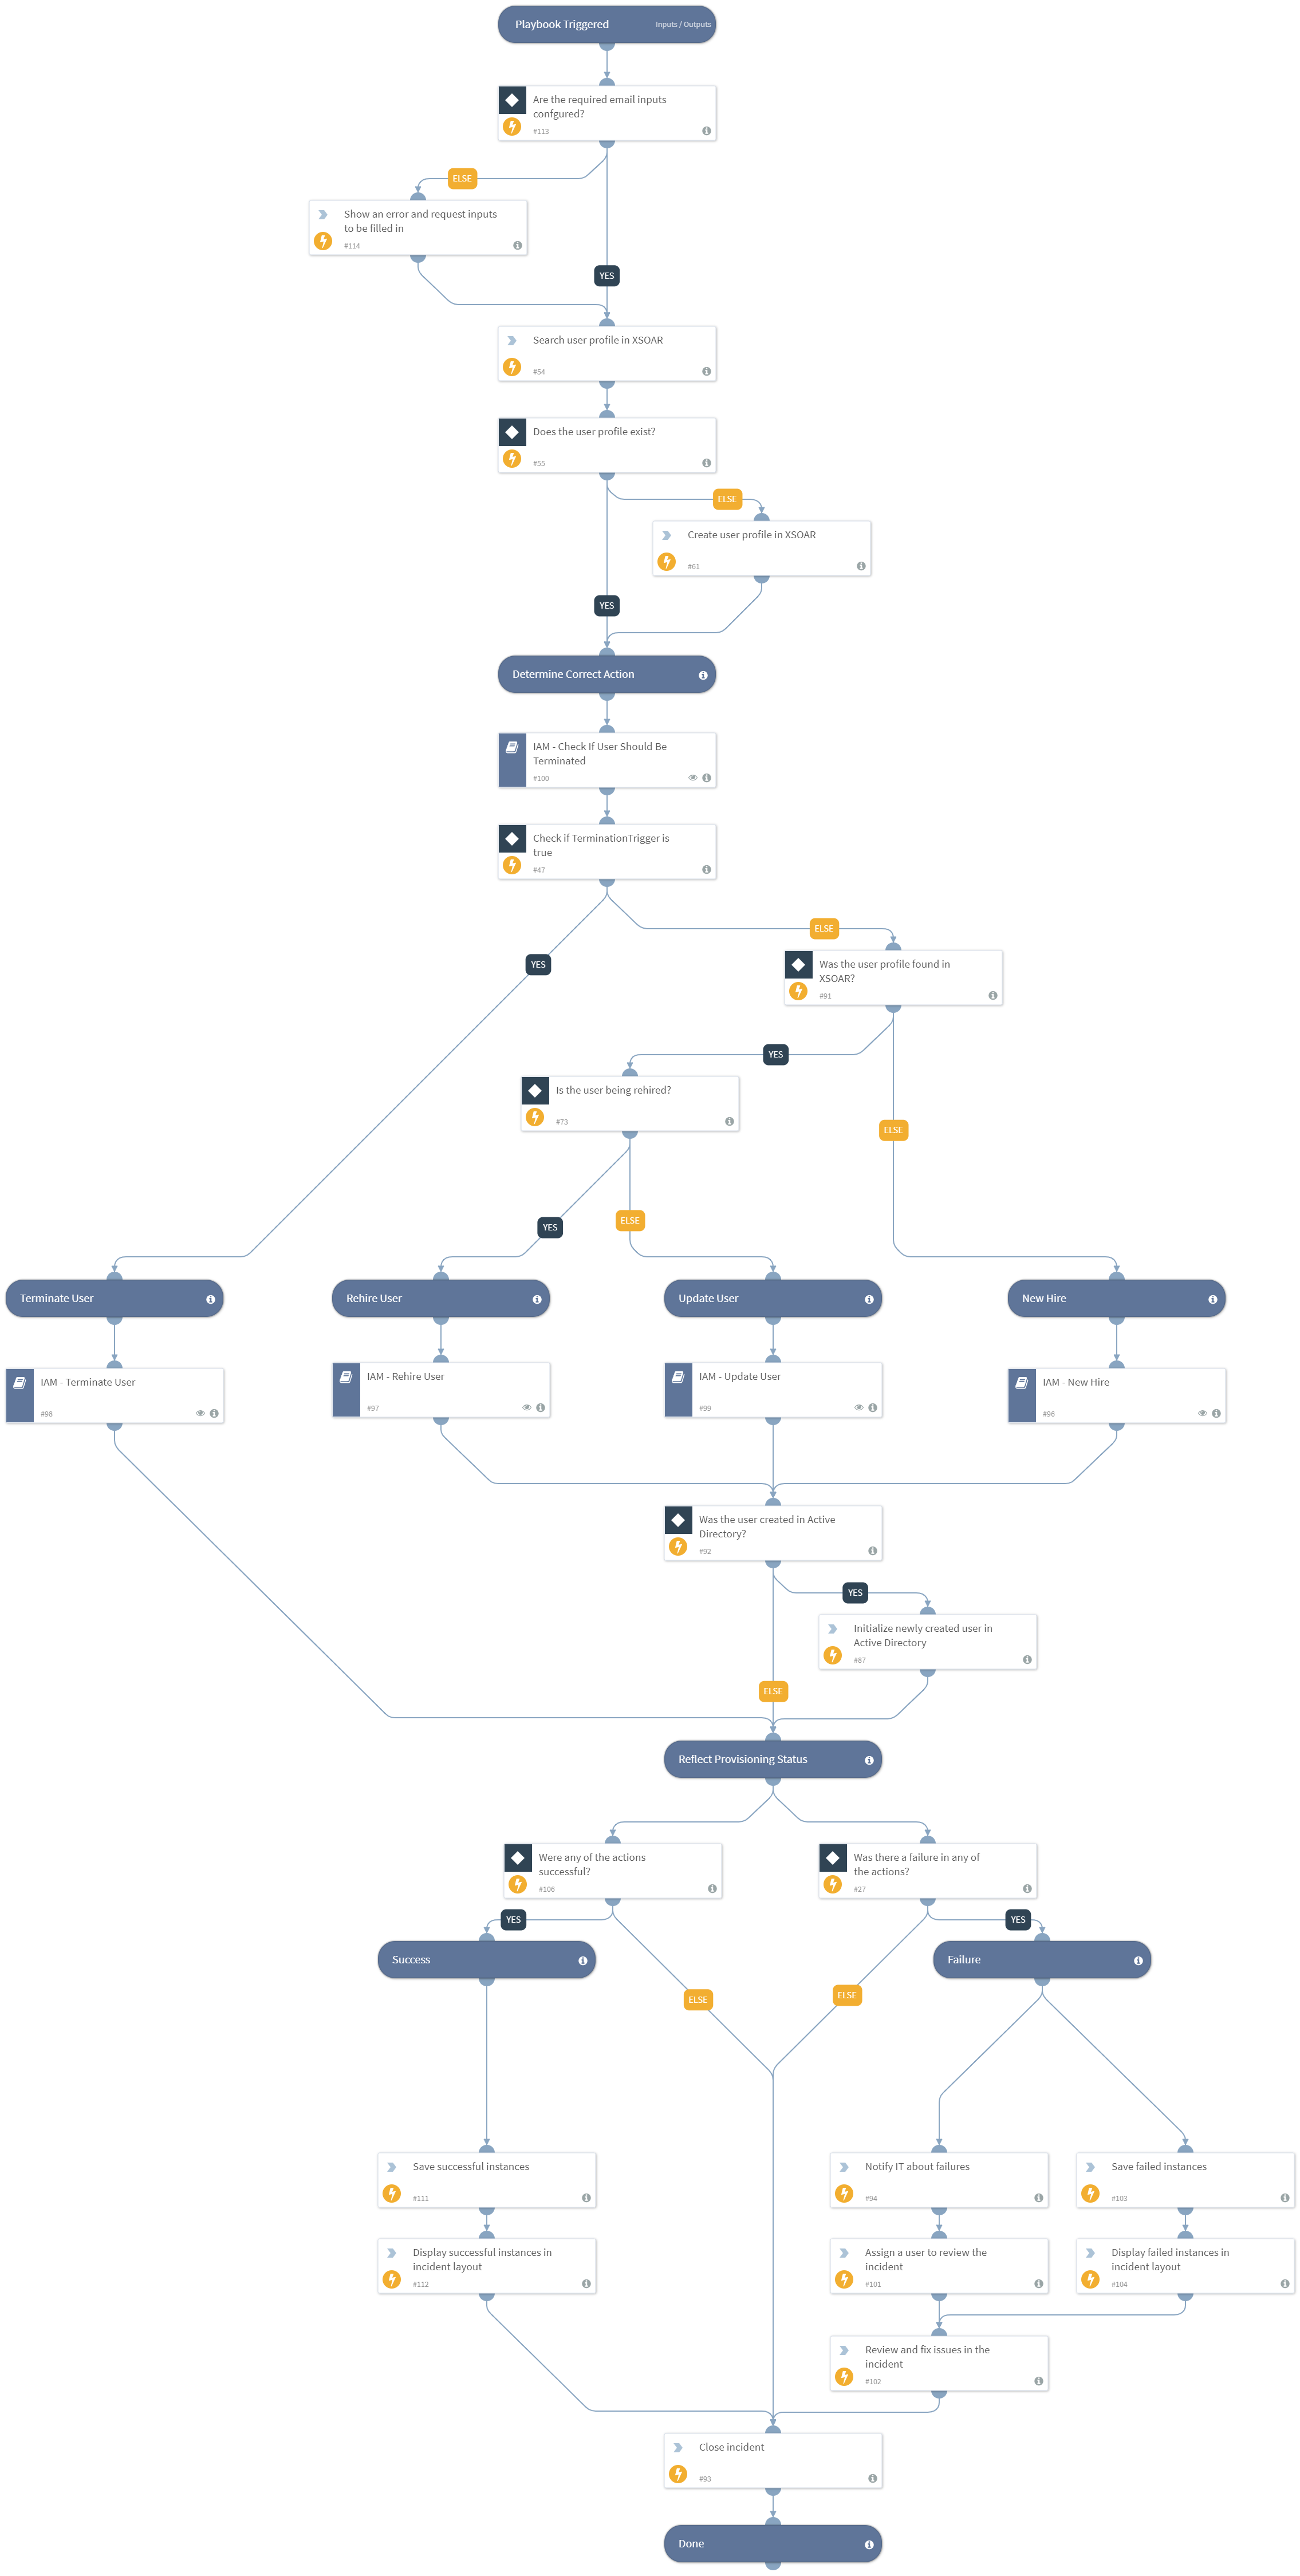 Playbook Triggered
Inputs / Outputs
Are the required email inputs
confgured?
#113
ELSE
Show an error and request inputs
to be filled in
#114
YES
Search user profile in XSOAR
#54
Does the user profile exist?
#55
ELSE
Create user profile in XSOAR
#61
YES
Determine Correct Action
IAM - Check If User Should Be
Terminated
#100
Check if TerminationTrigger is
true
#47
ELSE
YES
Was the user profile found in
XSOAR?
#91
YES
Is the user being rehired?
#73
ELSE
ELSE
YES
Terminate User
Rehire User
Update User
New Hire
IAM - Terminate User
#98
IAM - Rehire User
#97
IAM - Update User
#99
IAM - New Hire
#96
Was the user created in Active
Directory?
#92
YES
Initialize newly created user in
Active Directory
#87
ELSE
Reflect Provisioning Status
Were any of the actions
successful?
#106
Was there a failure in any of
the actions?
#27
YES
YES
Success
Failure
ELSE
ELSE
Save successful instances
#111
Notify IT about failures
#94
Save failed instances
#103
Display successful instances in
incident layout
#112
Assign a user to review the
incident
#101
Display failed instances in
incident layout
#104
Review and fix issues in the
incident
#102
Close incident
#93
Done